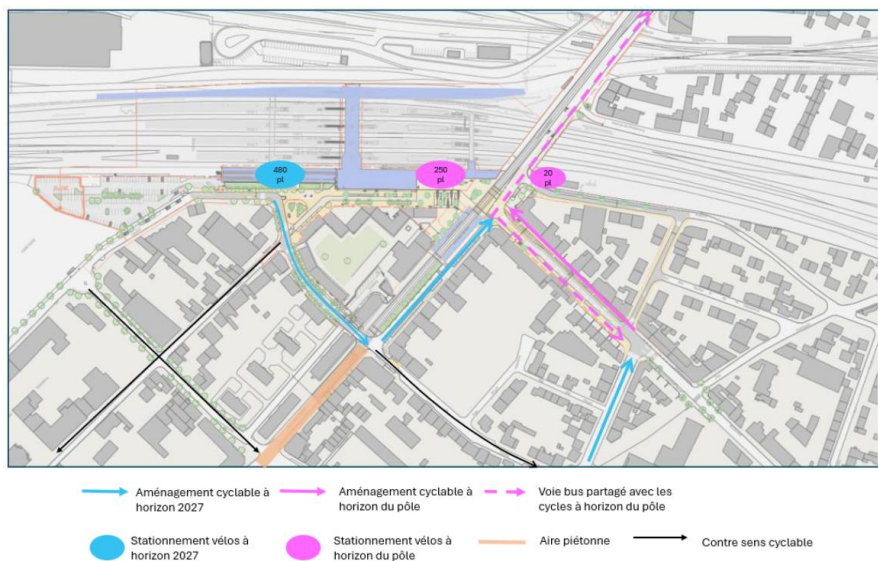 480
pl
250
pl
20
pl
Aménagement cyclable à
horizon 2027
Aménagement cyclable à
horizon du pôle
Voie bus partagé avec les
cycles à horizon du pôle
Stationnement vélos à
horizon 2027
Stationnement vélos à
horizon du pôle
Aire piétonne
Contre sens cyclable